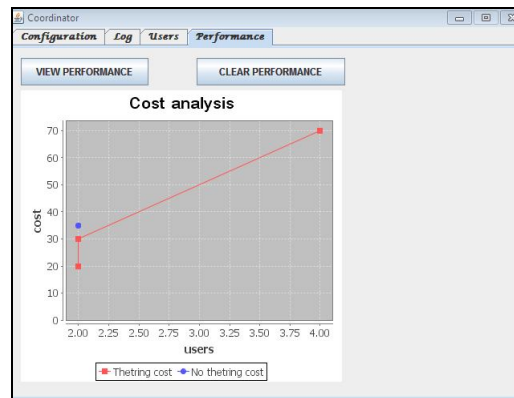 Coordinator
Configuration Log Users Performance
VIEW PERFORMANCE CLEAR PERFORMANCE
Cost analysis
70
60
50
40
30
20
10
0
cost
2.00 2.25 2.50 2.75 3.00 3.25 3.50 3.75 4.00
users
Thetring cost No thetring cost